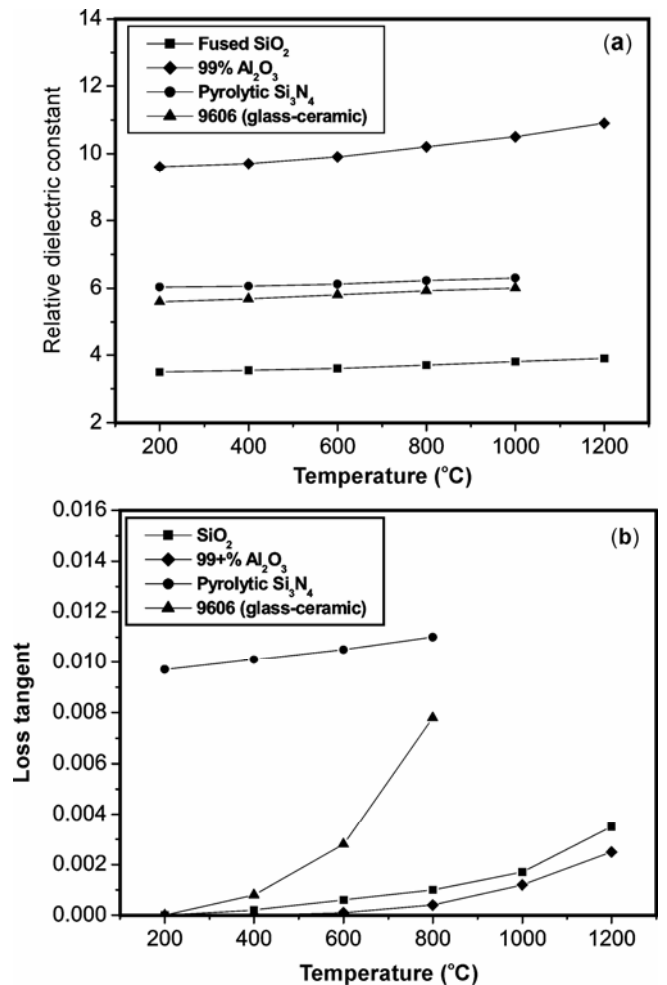 (a)
Fused SiO₂
99% Al₂O₃
Pyrolytic Si₃N₄
9606 (glass-ceramic)
14
12
10
8
6
4
2
Relative dielectric constant
200 400 600 800 1000 1200
Temperature (°C)
(b)
SiO₂
99+% Al₂O₃
Pyrolytic Si₃N₄
9606 (glass-ceramic)
0.016
0.014
0.012
0.010
0.008
0.006
0.004
0.002
0.000
Loss tangent
200 400 600 800 1000 1200
Temperature (°C)